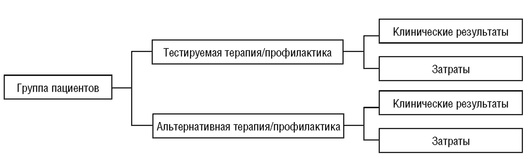 Клинические результаты
Тестируемая терапия/профилактика
Затраты
Группа пациентов
Клинические результаты
Альтернативная терапия/профилактика
Затраты